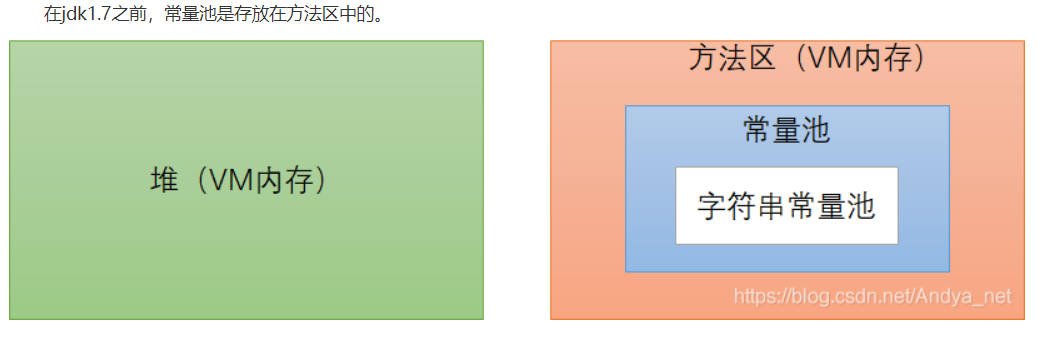 在jdk1.7之前，常量池是存放在方法区中的。
堆（VM内存）
方法区（VM内存）
常量池
字符串常量池
https://blog.csdn.net/Andya_net